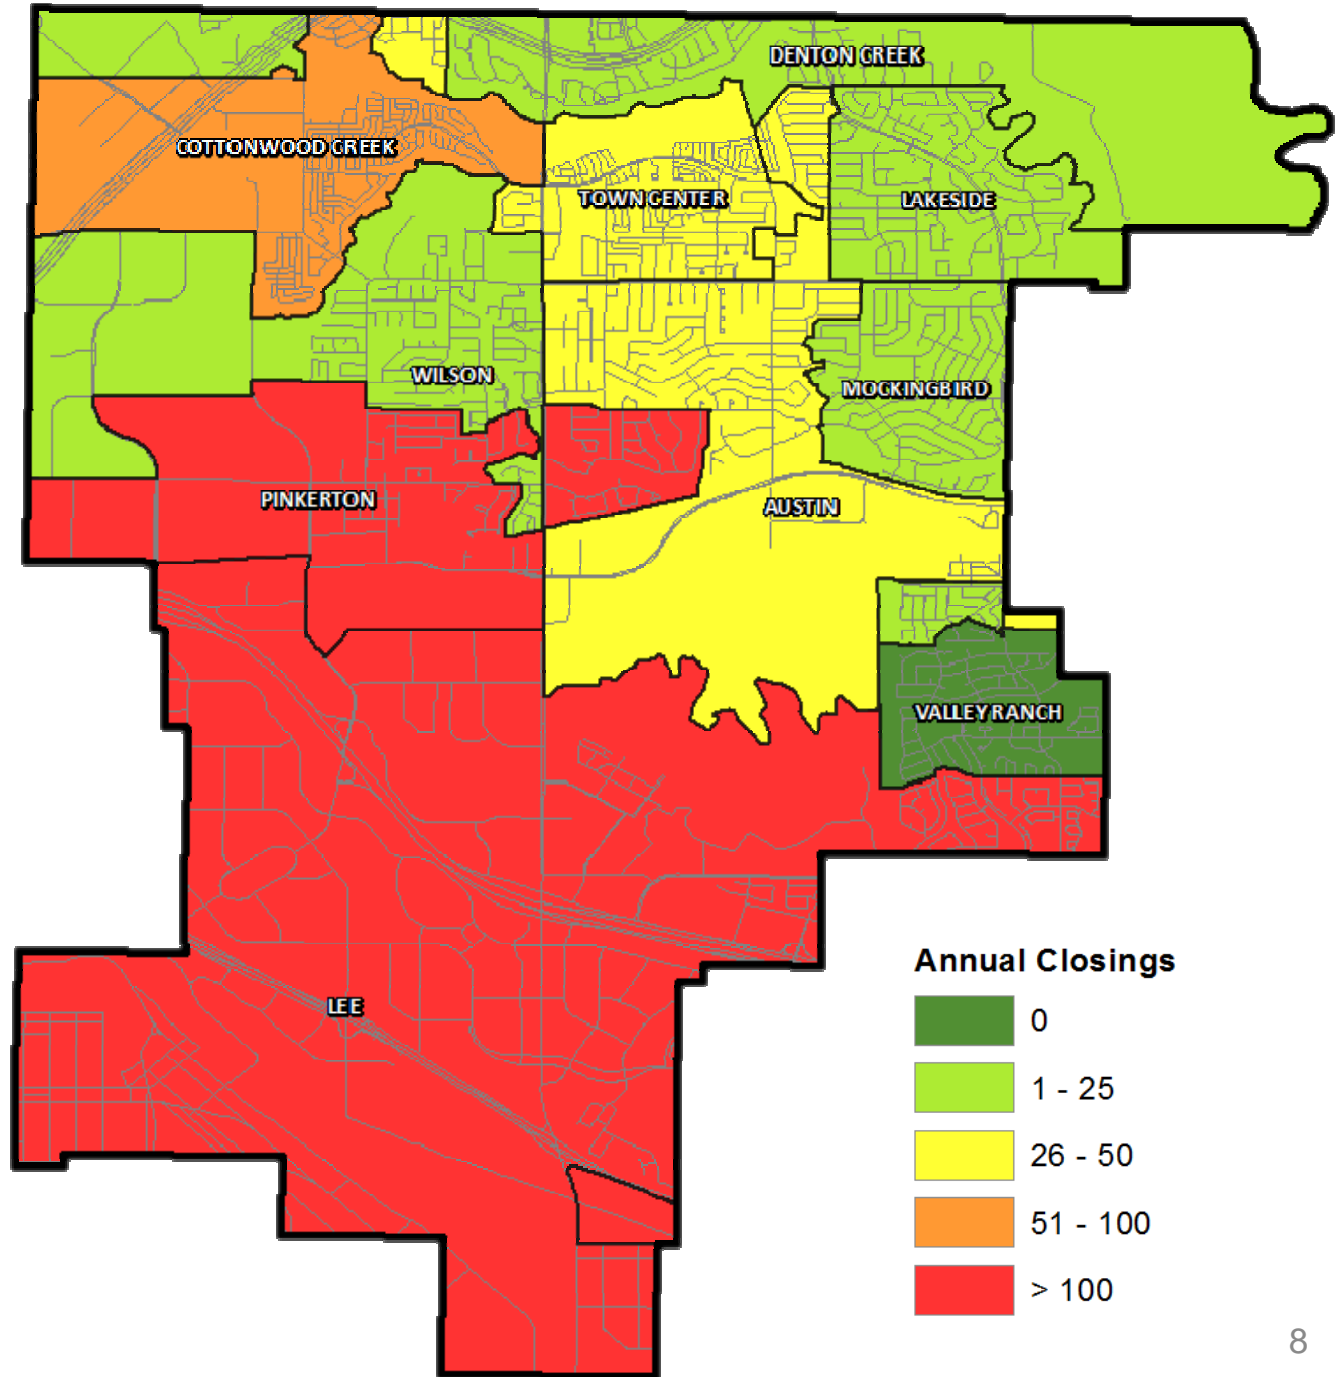 DENTON CREEK
COTTONWOOD CREEK
TOWN CENTER
LAKESIDE
WILSON
MOCKINGBIRD
PINKERTON
AUSTIN
VALLEY RANCH
LEE
Annual Closings
0
1 - 25
26 - 50
51 - 100
> 100
8